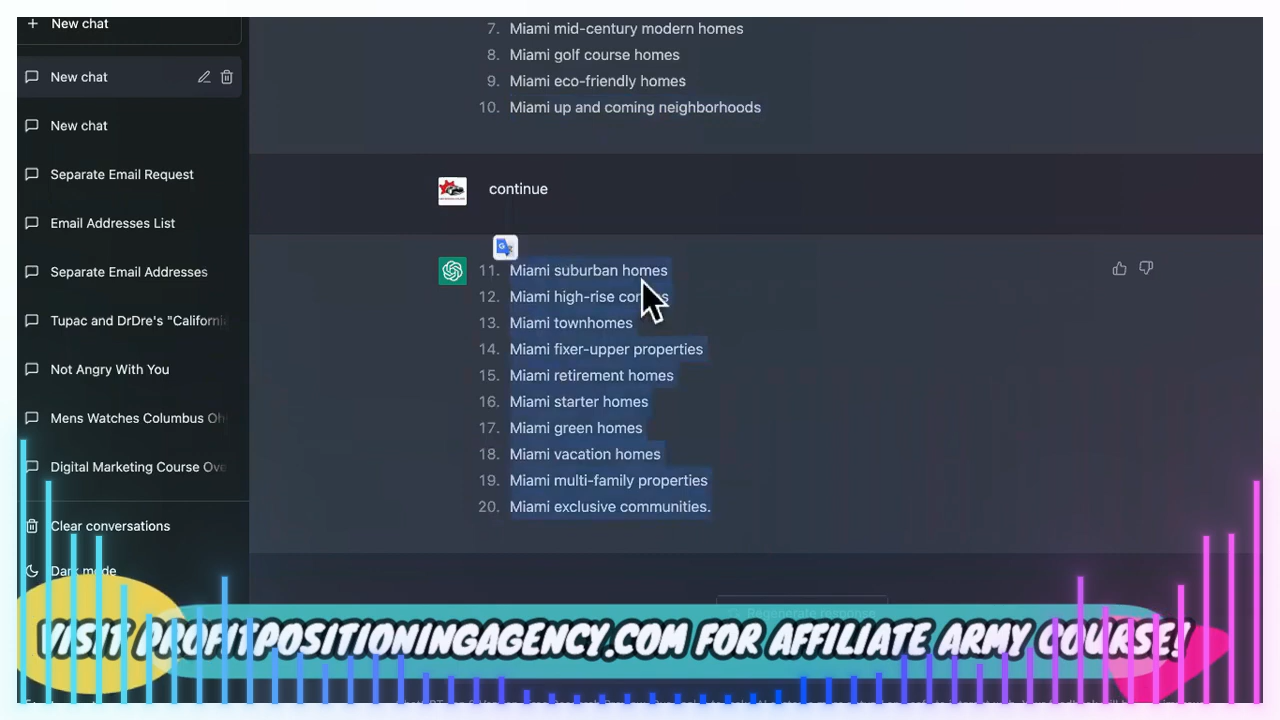 New chat
New chat
New chat
Separate Email Request
Email Addresses List
Separate Email Addresses
Tupac and DrDre's "California
Not Angry With You
Mens Watches Columbus Oh
Digital Marketing Course Ove
Clear conversations
Dark mode
7. Miami mid-century modern homes
8. Miami golf course homes
9. Miami eco-friendly homes
10. Miami up and coming neighborhoods
continue
11. Miami suburban homes
12. Miami high-rise
13. Miami townhomes
14. Miami fixer-upper properties
15. Miami retirement homes
16. Miami starter homes
17. Miami green homes
18. Miami vacation homes
19. Miami multi-family properties
20. Miami exclusive communities.
Regenerate response
VISIT PROFITPOSITIONINGAGENCY.COM FOR AFFILIATE ARMY COURSE!